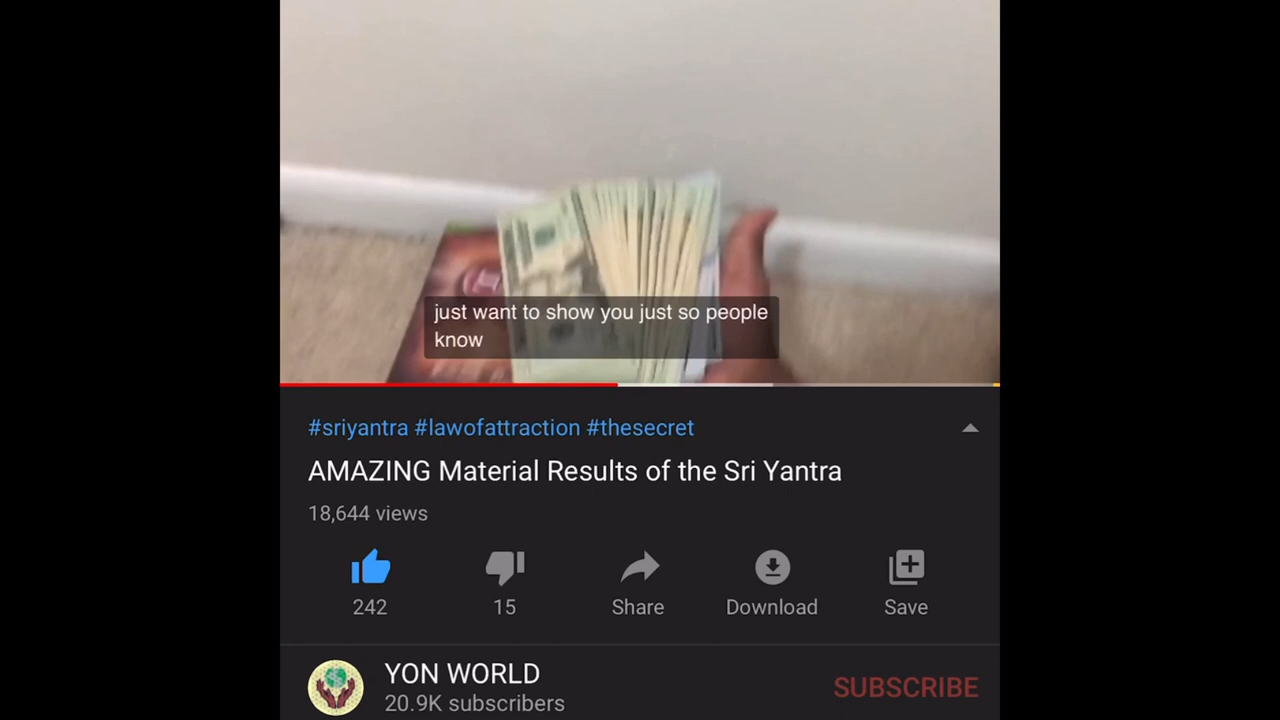 just want to show you just so people
know
#sriyantra #lawofattraction #thesecret
AMAZING Material Results of the Sri Yantra
18,644 views
242
15
Share
Download
Save
YON WORLD
20.9K subscribers
SUBSCRIBE